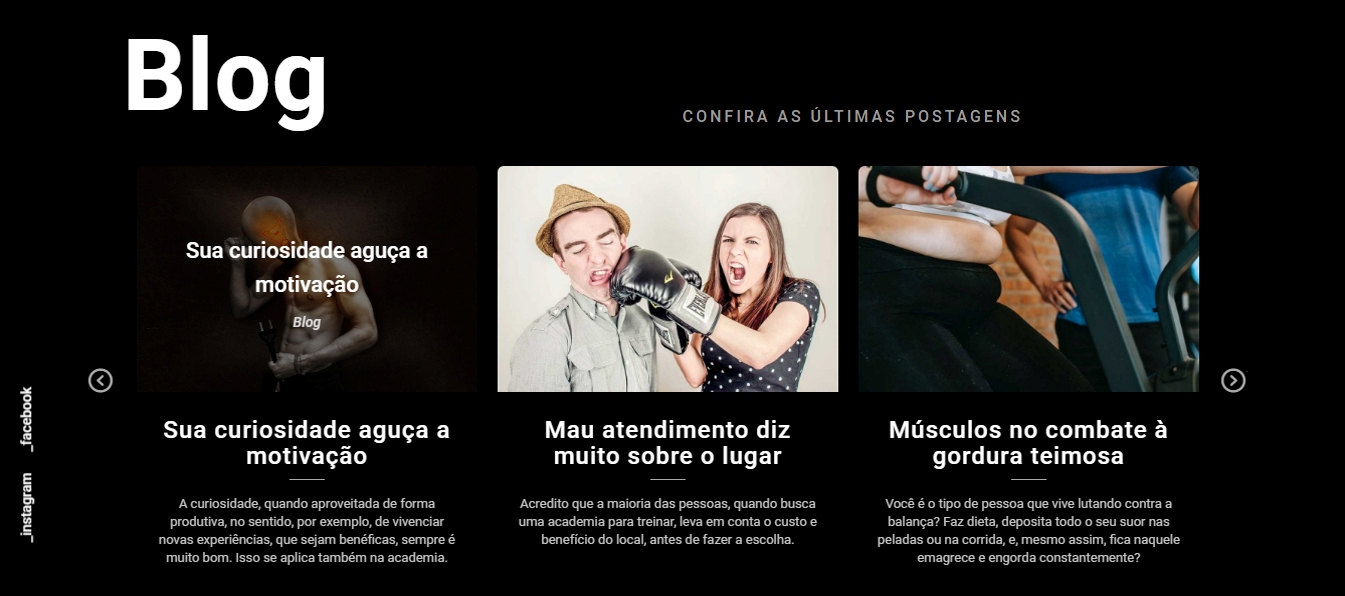 Blog
CONFIRA AS ÚLTIMAS POSTAGENS
Sua curiosidade aguça a
motivação
Blog
Sua curiosidade aguça a
motivação
A curiosidade, quando aproveitada de forma
produtiva, no sentido, por exemplo, de vivenciar
novas experiências, que sejam benéficas, sempre é
muito bom. Isso se aplica também na academia.
Mau atendimento diz
muito sobre o lugar
Acredito que a maioria das pessoas, quando busca
uma academia para treinar, leva em conta o custo e
benefício do local, antes de fazer a escolha.
Músculos no combate à
gordura teimosa
Você é o tipo de pessoa que vive lutando contra a
balança? Faz dieta, deposita todo o seu suor nas
peladas ou na corrida, e, mesmo assim, fica naquele
emagrece e engorda constantemente?
_facebook
_instagram